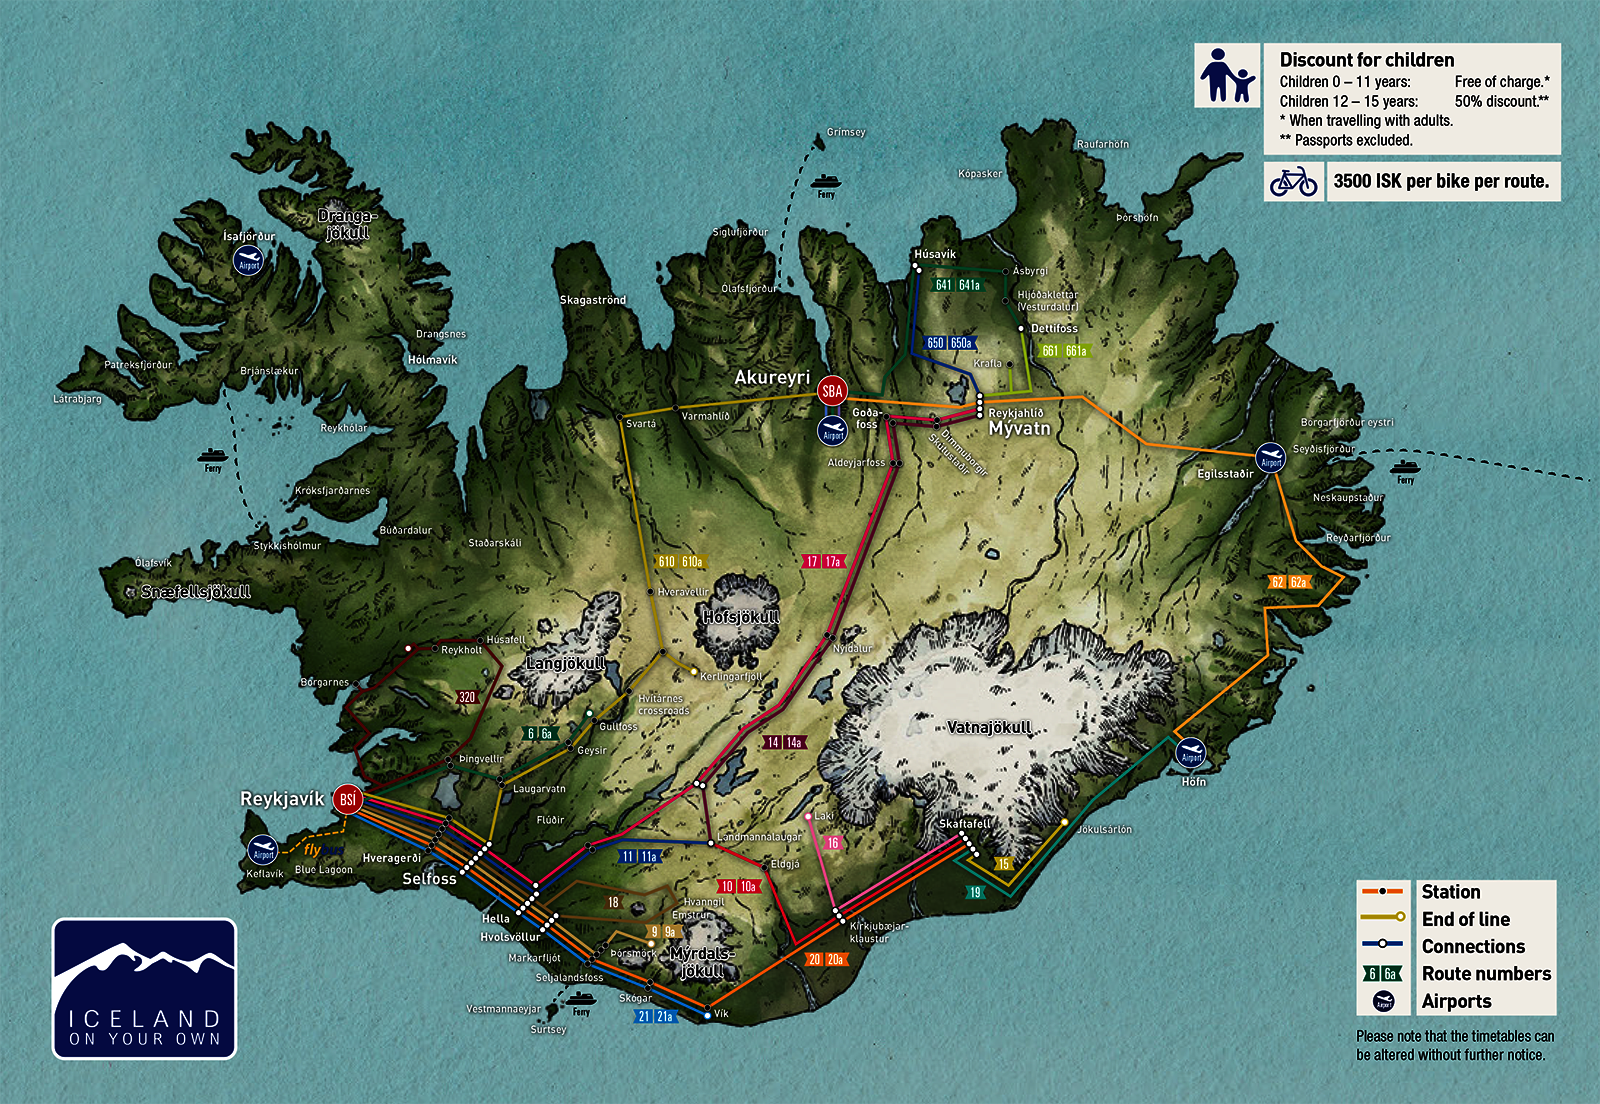 Discount for children
Children 0 – 11 years: Free of charge.*
Children 12 – 15 years: 50% discount.**
* When travelling with adults.
** Passports excluded.
3500 ISK per bike per route.
Grímsey
Ferry
Raufarhöfn
Kópasker
Þórshöfn
Dranga-
jökull
Ísafjörður
Airport
Siglufjörður
Húsavík
Ásbyrgi
Ólafsfjörður
641 | 641a
Hljóðaklettar
(Vesturdalur)
Skagaströnd
Dettifoss
Drangsnes
650 | 650a
661 661a
Hólmavík
Krafla
Patreksfjörður
Brjánslækur
Akureyri
SBA
Látrabjarg
Varmahlíð
Svartá
Goða-
foss
Reykjahlíð
Mývatn
Airport
Dimmuborgir
Skútustaðir
Reykhólar
Borgarfjörður eystri
Seyðisfjörður
Ferry
Aldeyjarfoss
Egilsstaðir
Airport
Ferry
Króksfjarðarnes
Neskaupstaður
Búðardalur
Staðarskáli
Stykkishólmur
Reyðarfjörður
Ólafsvík
610 610a
17 | 17a
Snæfellsjökull
Hveravellir
62 | 62a
Hofsjökull
Húsafell
Reykholt
Nýidalur
Langjökull
Kerlingarfjöll
Borgarnes
320
Hvítárnes
crossroads
Gullfoss
Vatnajökull
6 | 6a
Geysir
14 | 14a
Þingvellir
Höfn
Airport
Laugarvatn
Reykjavík
BSÍ
Flúðir
Laki
Skaftafell
Jökulsárlón
Landmannalaugar
16
Airport
Keflavík
flybus
Blue Lagoon
Hveragerði
11 | 11a
Eldgjá
15
Selfoss
10 | 10a
19
18
Hvanngil
Emstrur
Hella
Hvolsvöllur
9 9a
Kirkjubæjar-
klaustur
Þórsmörk
Mýrdals-
jökull
Markarfljót
20 20a
Seljalandsfoss
Skógar
Vestmannaeyjar
Ferry
Surtsey
21 | 21a
Vík
Station
End of line
Connections
6 | 6a Route numbers
Airport Airports
Please note that the timetables can
be altered without further notice.
ICELAND
ON YOUR OWN